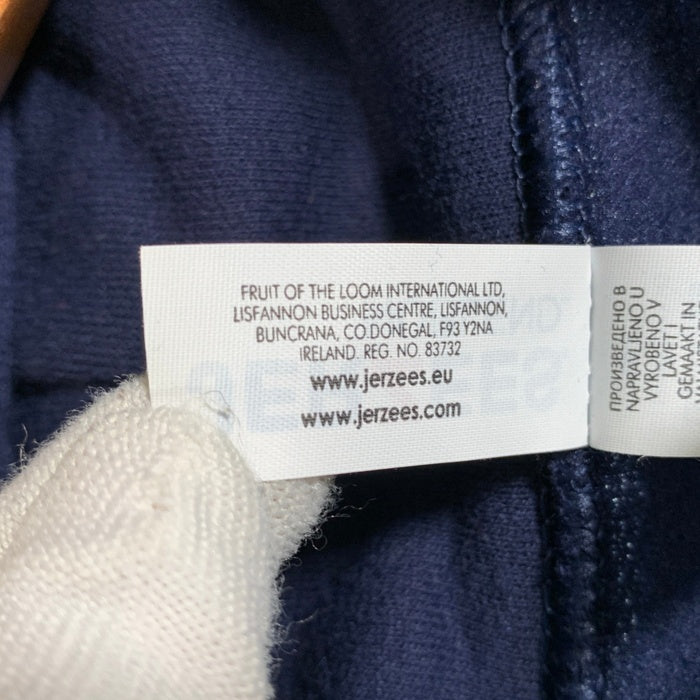 FRUIT OF THE LOOM INTERNATIONAL LTD,
LISFANNON BUSINESS CENTRE, LISFANNON,
BUNCRANA, CO.DONEGAL, F93 Y2NA
IRELAND. REG. NO. 83732
www.jerzees.eu
www.jerzees.com
ПРОИЗВЕДЕНО В
NAPRAVLJENO U
VYROBENO V
LAVET I
GEMAAKT IN